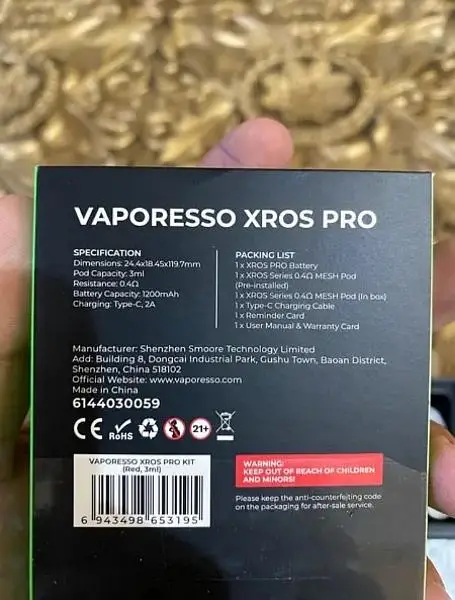 VAPORESSO XROS PRO
SPECIFICATION
Dimensions: 24.4x18.45x119.7mm
Pod Capacity: 3ml
Resistance: 0.4Ω
Battery Capacity: 1200mAh
Charging: Type-C, 2A
PACKING LIST
1 x XROS PRO Battery
1 x XROS Series 0.4Ω MESH Pod
(Pre-installed)
1 x XROS Series 0.4Ω MESH Pod (In box)
1 x Type-C Charging Cable
1 x Reminder Card
1 x User Manual & Warranty Card
Manufacturer: Shenzhen Smoore Technology Limited
Add: Building 8, Dongcai Industrial Park, Gushu Town, Baoan District,
Shenzhen, China 518102
Official Website: www.vaporesso.com
Made in China
6144030059
CE RoHS 21+
VAPORESSO XROS PRO KIT
(Red, 3ml)
6 943498 653195
WARNING:
KEEP OUT OF REACH OF CHILDREN
AND MINORS!
Please keep the anti-counterfeiting code
on the packaging for after-sale service.